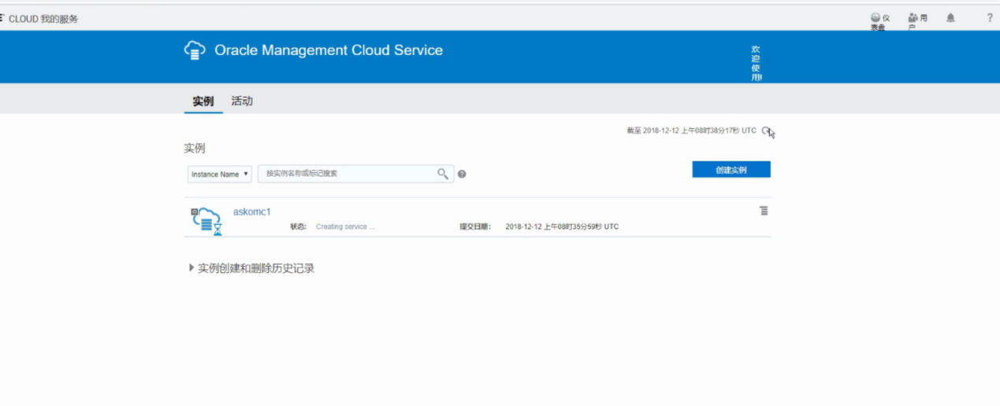 CLOUD 我的服务
仪表盘
用户
?
Oracle Management Cloud Service
欢迎使用!
实例 活动
截至 2018-12-12 上午08时38分17秒 UTC
实例
Instance Name
按实例名称或标记搜索
创建实例
askomc1
状态: Creating service ...
提交日期: 2018-12-12 上午08时35分59秒 UTC
实例创建和删除历史记录